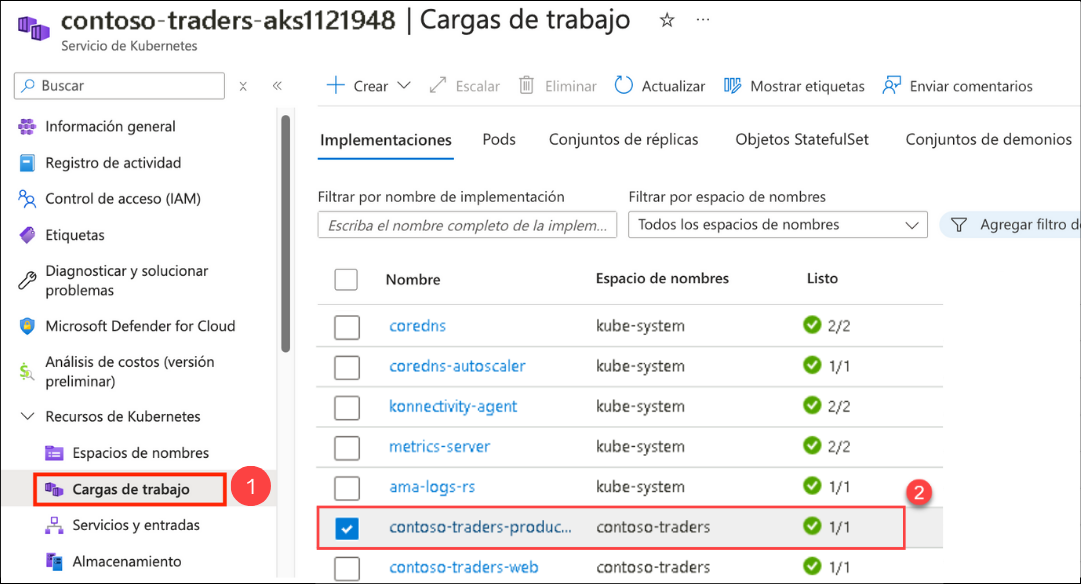 contoso-traders-aks1121948 | Cargas de trabajo ☆ ···
Servicio de Kubernetes
Buscar
Crear Escalar Eliminar Actualizar Mostrar etiquetas Enviar comentarios
Información general
Registro de actividad
Control de acceso (IAM)
Etiquetas
Diagnosticar y solucionar
problemas
Microsoft Defender for Cloud
Análisis de costos (versión
preliminar)
Recursos de Kubernetes
Espacios de nombres
Cargas de trabajo 1
Servicios y entradas
Almacenamiento
Implementaciones Pods Conjuntos de réplicas Objetos StatefulSet Conjuntos de demonios
Filtrar por nombre de implementación
Escriba el nombre completo de la implem...
Filtrar por espacio de nombres
Todos los espacios de nombres
Agregar filtro d
Nombre Espacio de nombres Listo
coredns kube-system 2/2
coredns-autoscaler kube-system 1/1
konnectivity-agent kube-system 2/2
metrics-server kube-system 2/2
ama-logs-rs kube-system 1/1
2
contoso-traders-produc... contoso-traders 1/1
contoso-traders-web contoso-traders 1/1